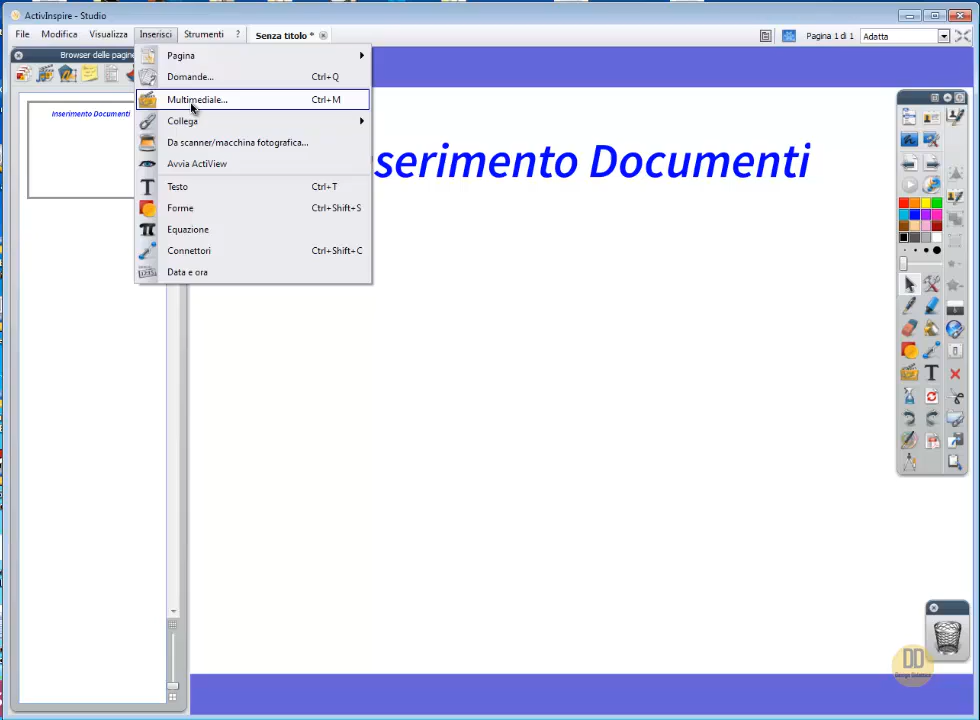 ActivInspire - Studio
File Modifica Visualizza Inserisci Strumenti ? Senza titolo * Pagina 1 di 1 Adatta
Browser delle pagine
Pagina
Domande... Ctrl+Q
Multimediale... Ctrl+M
Collega
Da scanner/macchina fotografica...
Avvia ActiView
Testo Ctrl+T
Forme Ctrl+Shift+S
Equazione
Connettori Ctrl+Shift+C
Data e ora
Inserimento Documenti
nserimento Documenti
DD